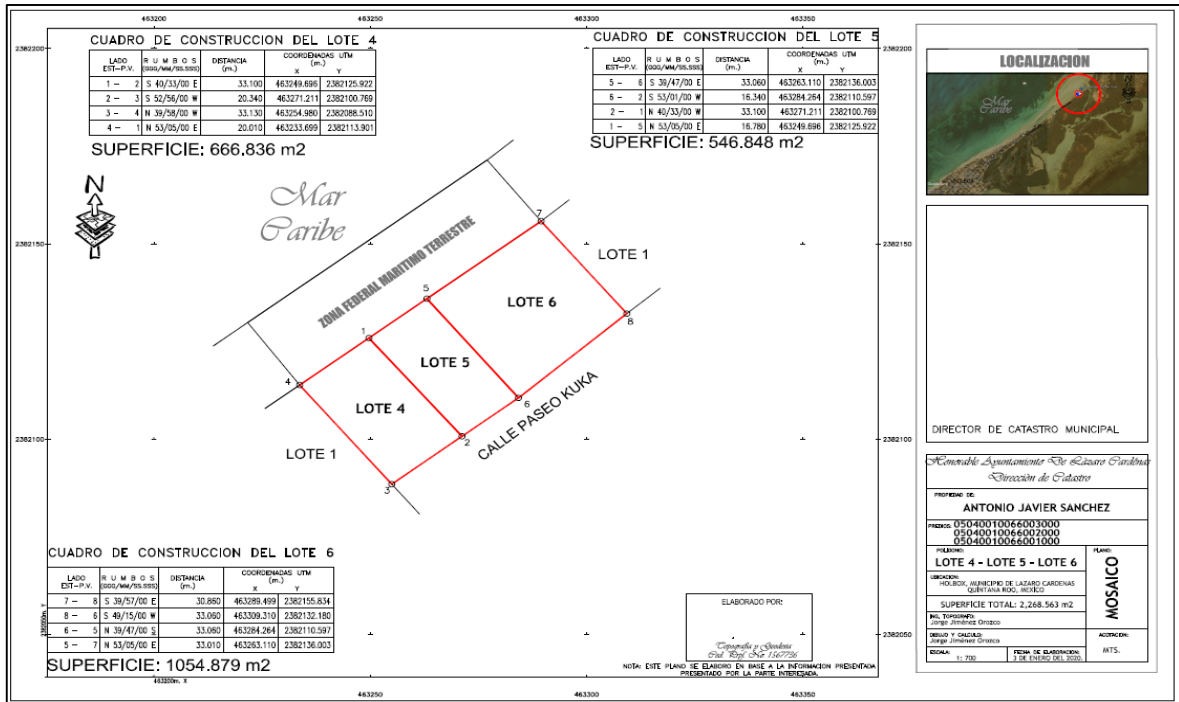 463200
463250
463300
463350
2382200
2382150
2382100
2382050
CUADRO DE CONSTRUCCION DEL LOTE 4
LADO EST-P.V. R U M B O S (GGG/MM/SS.SSS) DISTANCIA (m.) COORDENADAS UTM (m.) X Y
1 - 2 S 40/33/00 E 33.100 463249.696 2382125.922
2 - 3 S 52/56/00 W 20.340 463271.211 2382100.769
3 - 4 N 39/58/00 W 33.130 463254.980 2382088.510
4 - 1 N 53/05/00 E 20.010 463233.699 2382113.901
SUPERFICIE: 666.836 m2
CUADRO DE CONSTRUCCION DEL LOTE 5
LADO EST-P.V. R U M B O S (GGG/MM/SS.SSS) DISTANCIA (m.) COORDENADAS UTM (m.) X Y
5 - 6 S 39/47/00 E 33.060 463263.110 2382136.003
6 - 2 S 53/01/00 W 16.340 463284.264 2382110.597
2 - 1 N 40/33/00 W 33.100 463271.211 2382100.769
1 - 5 N 53/05/00 E 16.780 463249.696 2382125.922
SUPERFICIE: 546.848 m2
N
Mar
Caribe
ZONA FEDERAL MARITIMO TERRESTRE
7
LOTE 1
5
LOTE 6
8
1
LOTE 5
4
6
LOTE 4
2
CALLE PASEO KUKA
LOTE 1
3
CUADRO DE CONSTRUCCION DEL LOTE 6
LADO EST-P.V. R U M B O S (GGG/MM/SS.SSS) DISTANCIA (m.) COORDENADAS UTM (m.) X Y
7 - 8 S 39/57/00 E 30.860 463289.499 2382155.834
8 - 6 S 49/15/00 W 33.060 463309.310 2382132.180
6 - 5 N 39/47/00 S 33.060 463284.264 2382110.597
5 - 7 N 53/05/00 E 33.010 463263.110 2382136.003
SUPERFICIE: 1054.879 m2
463200m. X
463250
463300
463350
ELABORADO POR:
Topografía y Geodesia
Ced. Prof. No. 1567736
NOTA: ESTE PLANO SE ELABORO EN BASE A LA INFORMACION PRESENTADA
PRESENTADO POR LA PARTE INTERESADA.
LOCALIZACION
Mar
Caribe
DIRECTOR DE CATASTRO MUNICIPAL
Honorable Ayuntamiento De Lázaro Cardenas
Dirección de Catastro
PROPIEDAD DE:
ANTONIO JAVIER SANCHEZ
PREDIOS: 05040010066003000
05040010066002000
05040010066001000
POLIGONO:
LOTE 4 - LOTE 5 - LOTE 6
PLANO:
MOSAICO
UBICACION:
HOLBOX, MUNICIPIO DE LAZARO CARDENAS
QUINTANA ROO, MEXICO
SUPERFICIE TOTAL: 2,268.563 m2
ING. TOPOGRAFO:
Jorge Jiménez Orozco
DIBUJO Y CALCULO:
Jorge Jiménez Orozco
ACOTACION:
MTS.
ESCALA:
1: 700
FECHA DE ELABORACION:
3 DE ENERO DEL 2020.